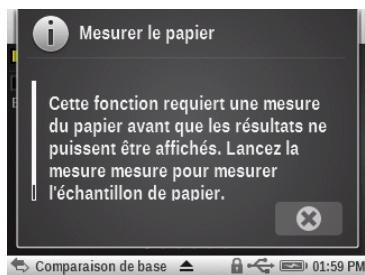 Mesurer le papier
Cette fonction requiert une mesure
du papier avant que les résultats ne
puissent être affichés. Lancez la
mesure mesure pour mesurer
l'échantillon de papier.
Comparaison de base
01:59 PM